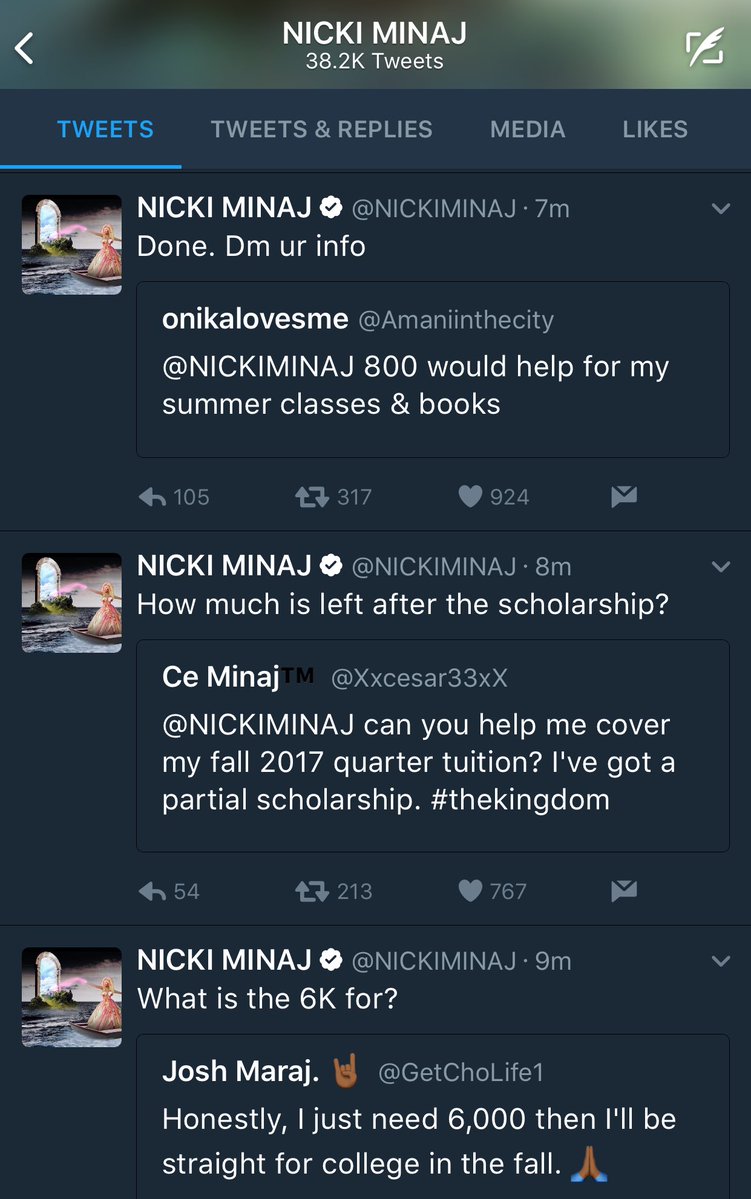 NICKI MINAJ
38.2K Tweets
TWEETS TWEETS & REPLIES MEDIA LIKES
NICKI MINAJ @NICKIMINAJ · 7m
Done. Dm ur info
onikalovesme @Amaniinthecity
@NICKIMINAJ 800 would help for my
summer classes & books
105 317 924
NICKI MINAJ @NICKIMINAJ · 8m
How much is left after the scholarship?
Ce Minaj™ @Xxcesar33xX
@NICKIMINAJ can you help me cover
my fall 2017 quarter tuition? I've got a
partial scholarship. #thekingdom
54 213 767
NICKI MINAJ @NICKIMINAJ · 9m
What is the 6K for?
Josh Maraj. 🤘🏾 @GetChoLife1
Honestly, I just need 6,000 then I'll be
straight for college in the fall. 🙏🏾